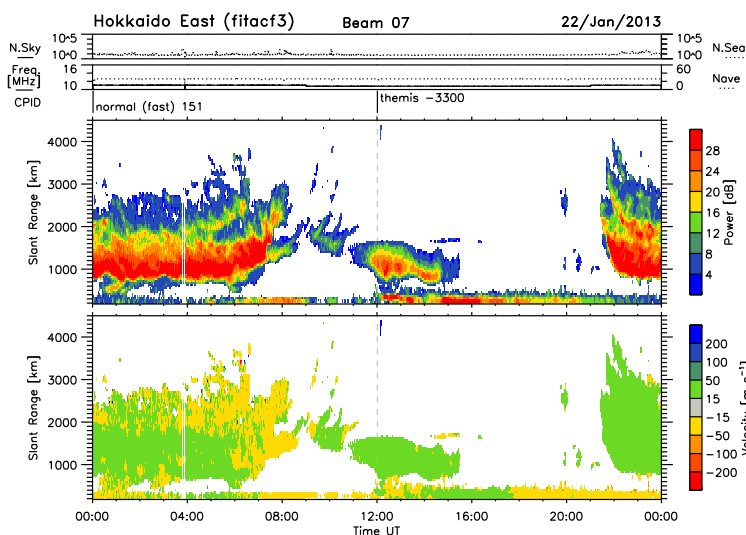 Hokkaido East (fitacf3) Beam 07 22/Jan/2013
N.Sky 10^5 10^0 10^5 10^0 N.Sea
Freq. [MHz] 16 10 60 0 Nave
CPID normal (fast) 151 themis -3300
Slant Range [km]
4000
3000
2000
1000
28
24
20
16
12
8
4
Power [dB]
Slant Range [km]
4000
3000
2000
1000
200
100
50
15
-15
-50
-100
-200
Velocity [m s⁻¹]
00:00 04:00 08:00 12:00 16:00 20:00 00:00
Time UT